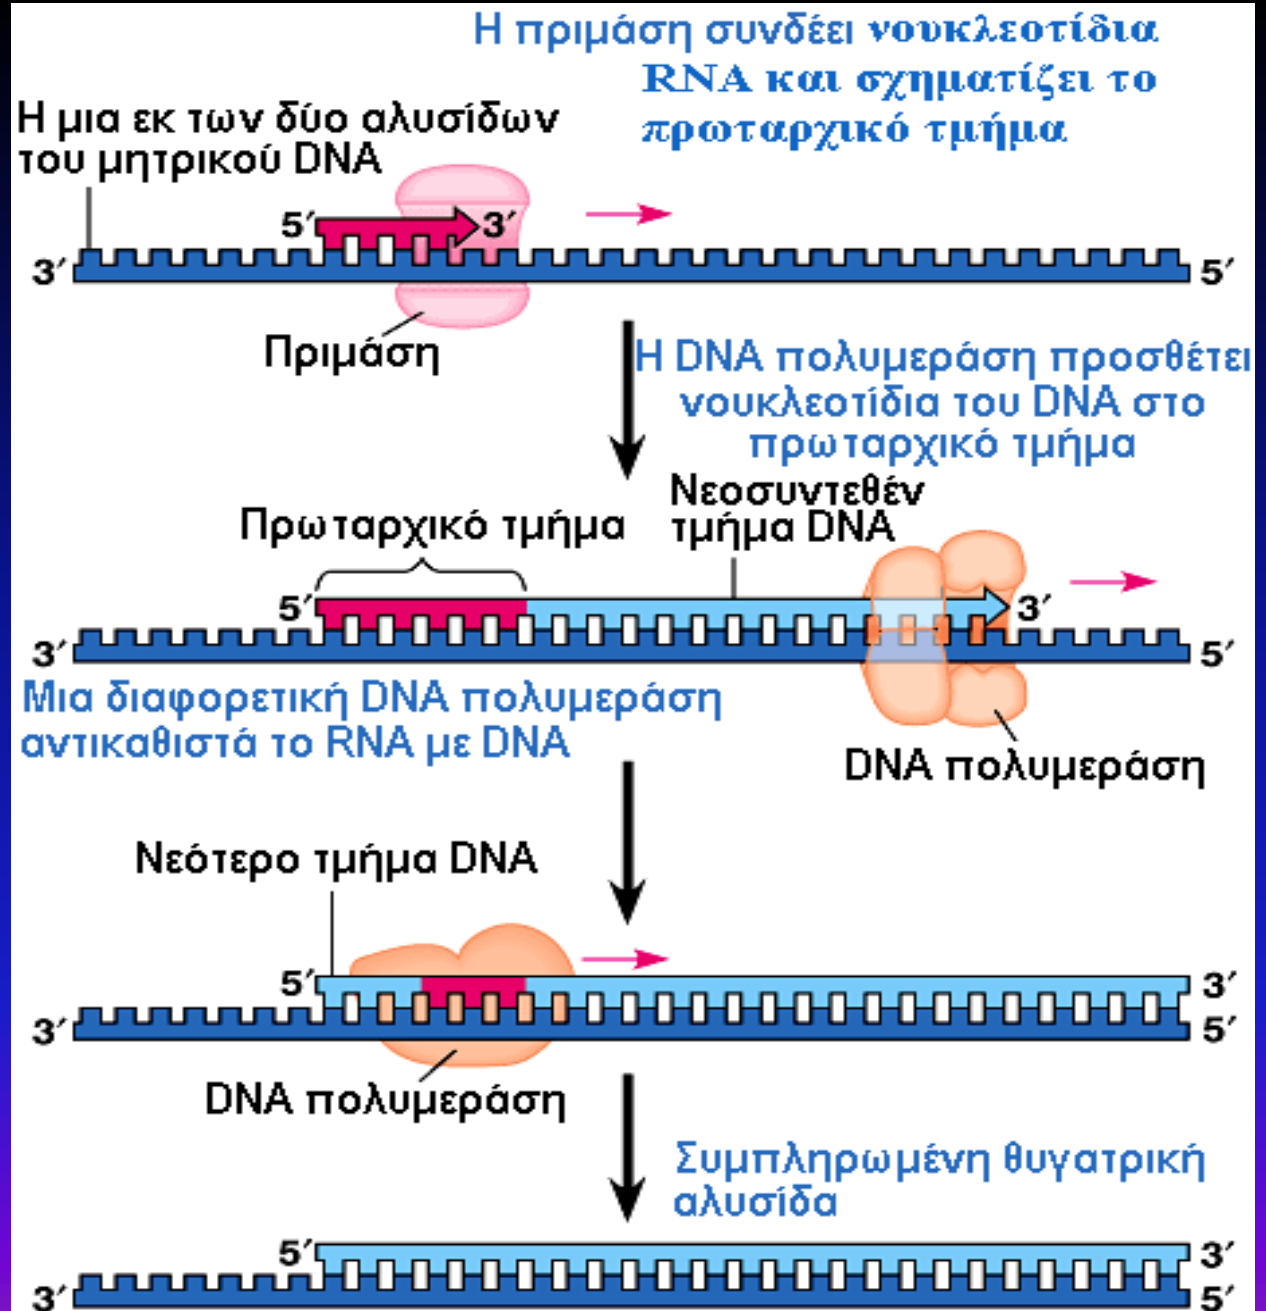 Η πριμάση συνδέει νουκλεοτίδια
RNA και σχηματίζει το
πρωταρχικό τμήμα
Η μια εκ των δύο αλυσίδων
του μητρικού DNA
5′
3′
3′
5′
Πριμάση
Η DNA πολυμεράση προσθέτει
νουκλεοτίδια του DNA στο
πρωταρχικό τμήμα
Νεοσυντεθέν
τμήμα DNA
Πρωταρχικό τμήμα
5′
3′
3′
5′
Μια διαφορετική DNA πολυμεράση
αντικαθιστά το RNA με DNA
DNA πολυμεράση
Νεότερο τμήμα DNA
5′
3′
3′
5′
DNA πολυμεράση
Συμπληρωμένη θυγατρική
αλυσίδα
5′
3′
3′
5′